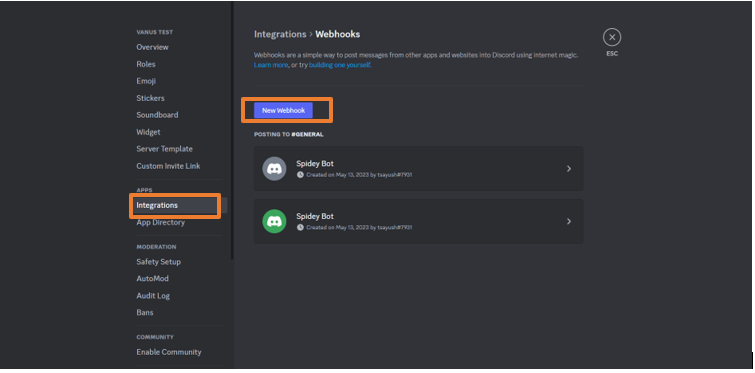 VANUS TEST
Overview
Roles
Emoji
Stickers
Soundboard
Widget
Server Template
Custom Invite Link
APPS
Integrations
App Directory
MODERATION
Safety Setup
AutoMod
Audit Log
Bans
COMMUNITY
Enable Community
Integrations › Webhooks
Webhooks are a simple way to post messages from other apps and websites into Discord using internet magic.
Learn more, or try building one yourself.
New Webhook
POSTING TO #GENERAL
Spidey Bot
Created on May 13, 2023 by tsayush#7931
Spidey Bot
Created on May 13, 2023 by tsayush#7931
ESC